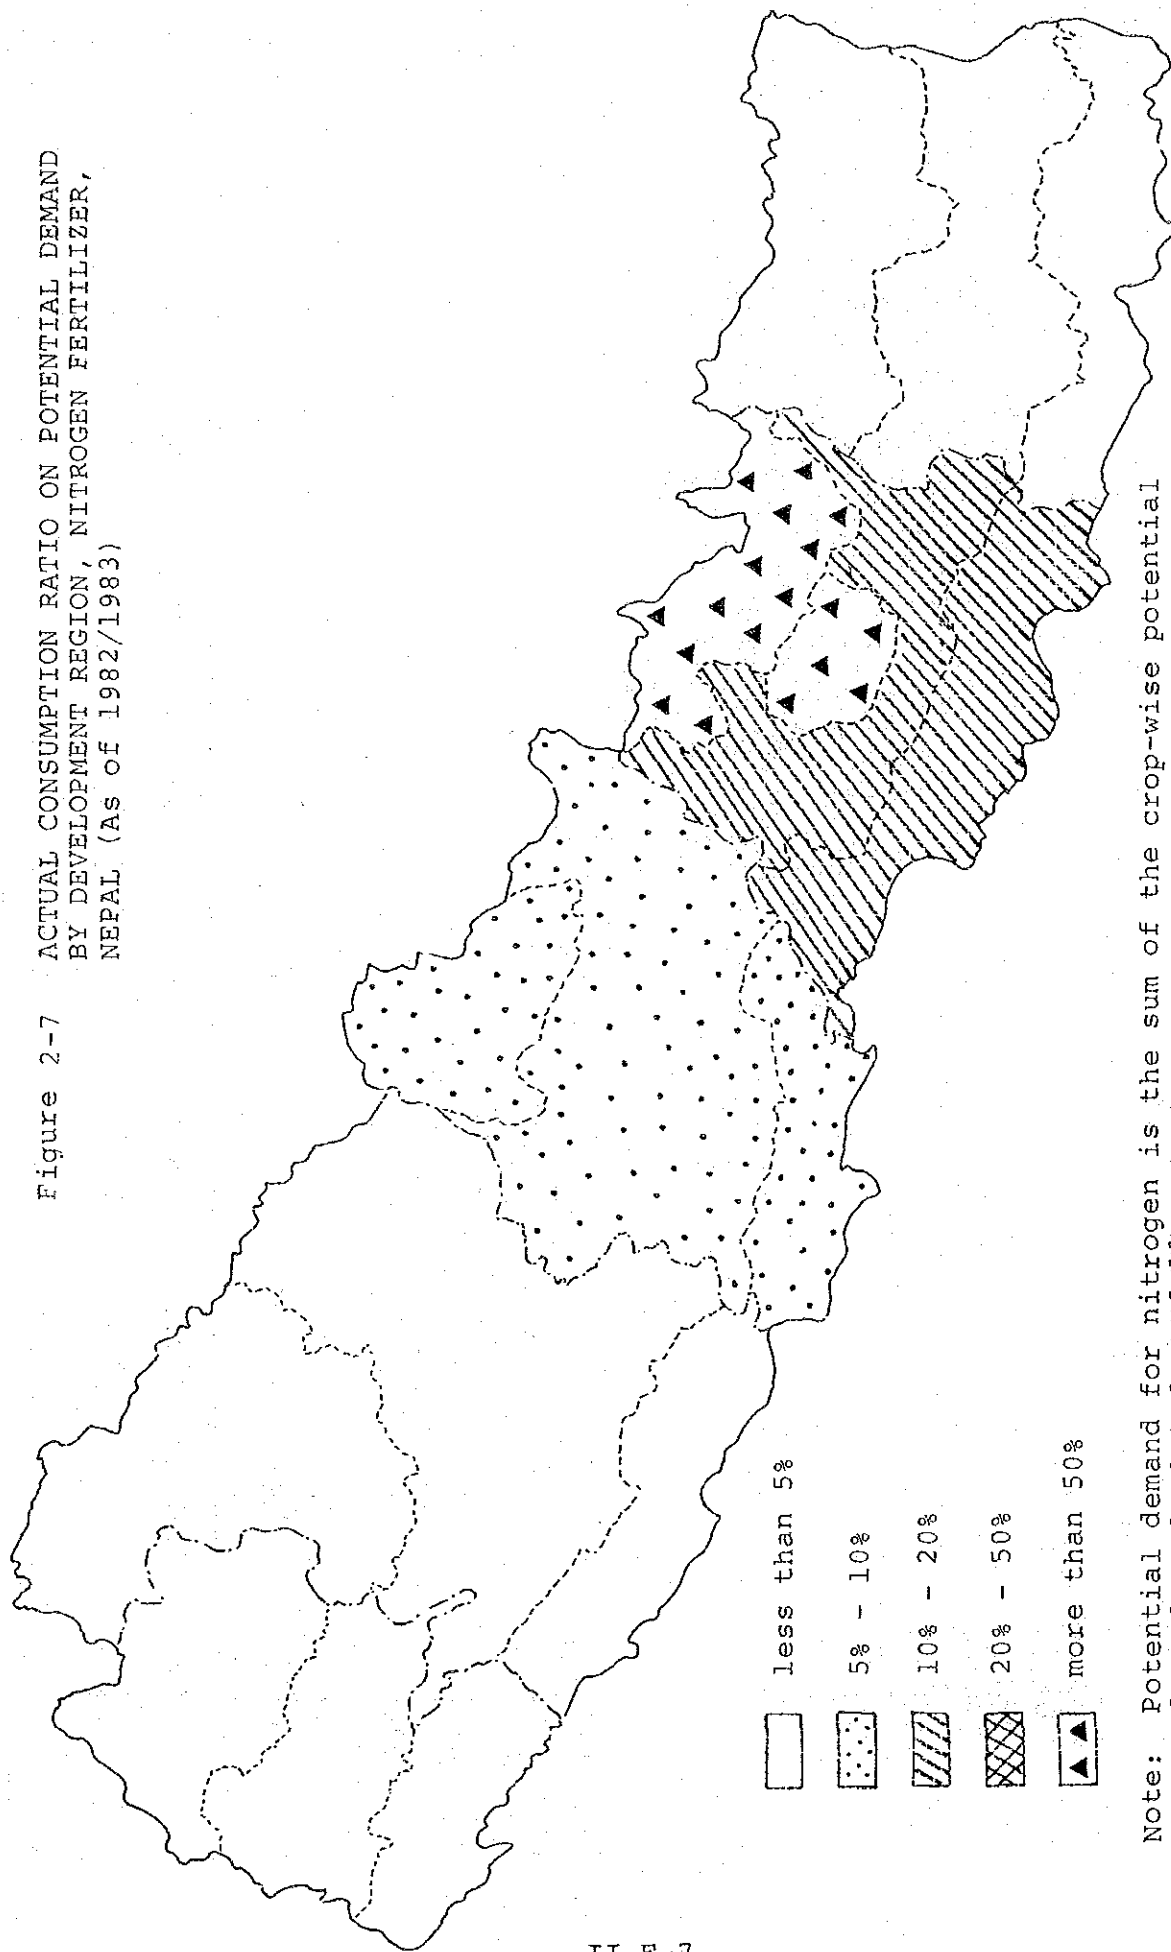 Figure 2-7 ACTUAL CONSUMPTION RATIO ON POTENTIAL DEMAND
BY DEVELOPMENT REGION, NITROGEN FERTILIZER,
NEPAL (As of 1982/1983)
less than 5%
5% - 10%
10% - 20%
20% - 50%
more than 50%
Note: Potential demand for nitrogen is the sum of the crop-wise potential